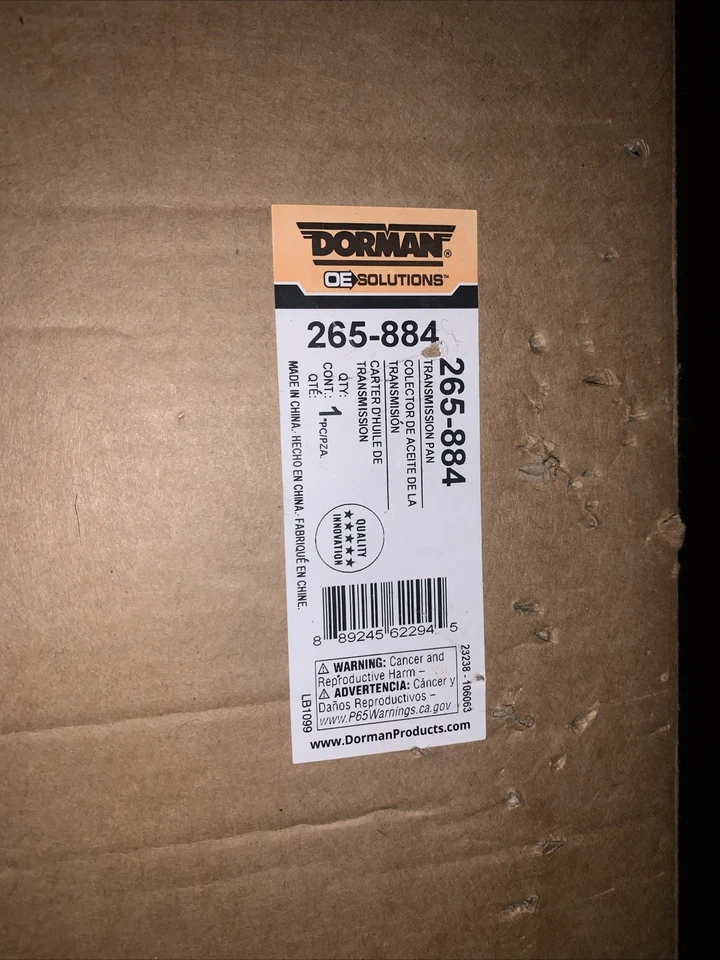 DORMAN®
OE SOLUTIONS™
265-884
265-884
TRANSMISSION PAN
COLECTOR DE ACEITE DE LA
TRANSMISIÓN
CARTER D'HUILE DE
TRANSMISSION
QTY:
CONT.: 1 PC/PZA.
QTÉ:
MADE IN CHINA. HECHO EN CHINA. FABRIQUÉ EN CHINE.
QUALITY
★★★★★
INNOVATION
8 89245 62294 5
⚠ WARNING: Cancer and
Reproductive Harm –
⚠ ADVERTENCIA: Cáncer y
Daños Reproductivos –
www.P65Warnings.ca.gov
23238 - 106063
LB1099
www.DormanProducts.com